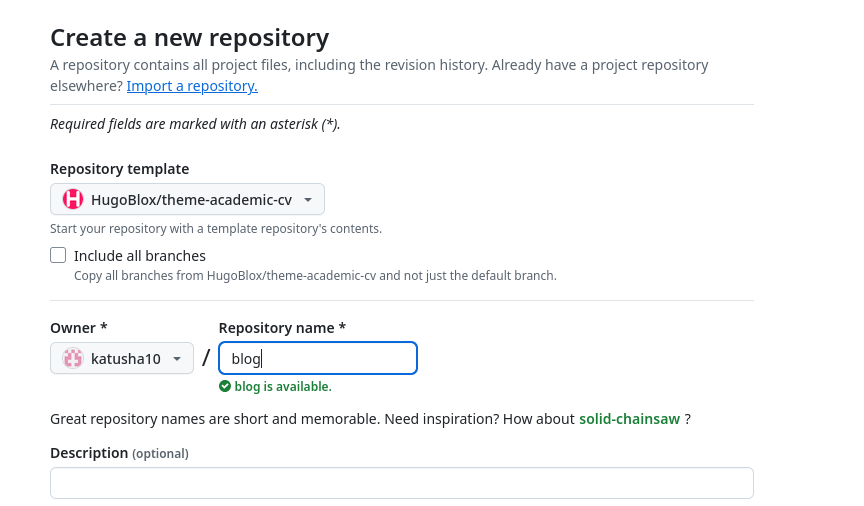 Create a new repository
A repository contains all project files, including the revision history. Already have a project repository
elsewhere? Import a repository.
Required fields are marked with an asterisk (*).
Repository template
HugoBlox/theme-academic-cv
Start your repository with a template repository's contents.
Include all branches
Copy all branches from HugoBlox/theme-academic-cv and not just the default branch.
Owner * Repository name *
katusha10 / blog
blog is available.
Great repository names are short and memorable. Need inspiration? How about solid-chainsaw ?
Description (optional)